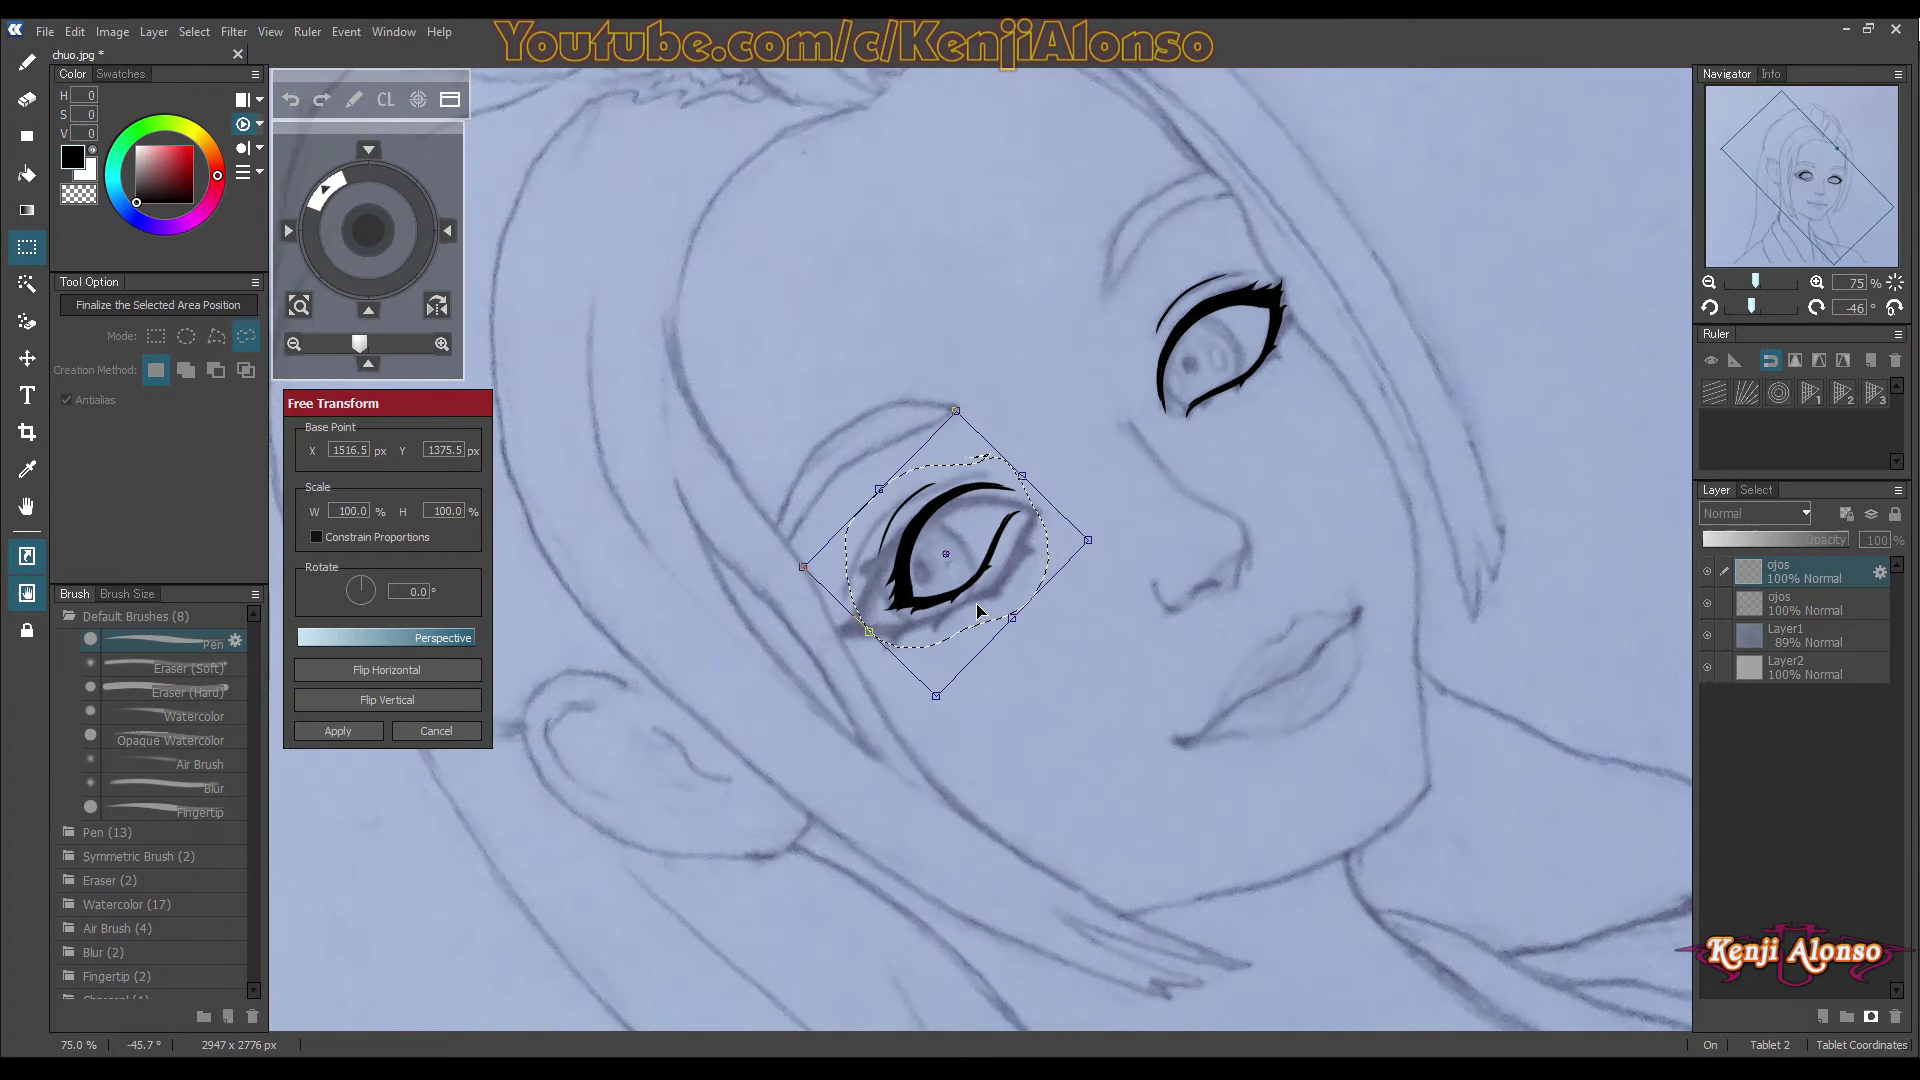 Youtube.com/c/KenjiAlonso
File Edit Image Layer Select Filter View Ruler Event Window Help
chuo.jpg *
Color Swatches
H 0
S 0
V 0
CL
Tool Option
Finalize the Selected Area Position
Mode:
Creation Method:
Antialias
Free Transform
Base Point
X 1516.5 px Y 1375.5 px
Scale
W 100.0 % H 100.0 %
Constrain Proportions
Rotate
0.0 °
Perspective
Flip Horizontal
Flip Vertical
Apply Cancel
Brush Brush Size
Default Brushes (8)
Pen
Eraser (Soft)
Eraser (Hard)
Watercolor
Opaque Watercolor
Air Brush
Blur
Fingertip
Pen (13)
Symmetric Brush (2)
Eraser (2)
Watercolor (17)
Air Brush (4)
Blur (2)
Fingertip (2)
Navigator Info
75 %
-46 °
Ruler
1 2 3
Layer Select
Normal
Opacity 100 %
ojos
100% Normal
ojos
100% Normal
Layer1
89% Normal
Layer2
100% Normal
Kenji Alonso
75.0 % -45.7 ° 2947 x 2776 px
On Tablet 2 Tablet Coordinates